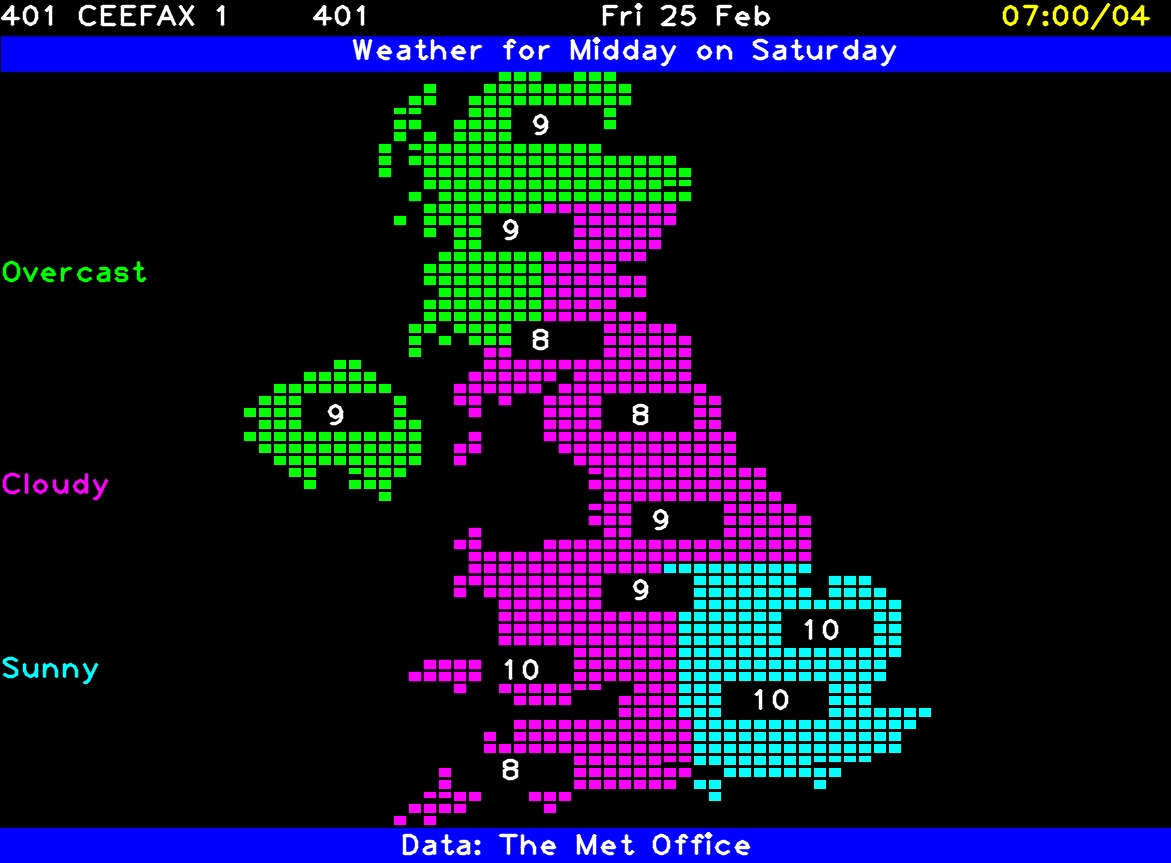 401 CEEFAX 1 401 Fri 25 Feb 07:00/04
Weather for Midday on Saturday
9
9
Overcast
8
9 8
Cloudy
9
9
10
Sunny 10
10
8
Data: The Met Office